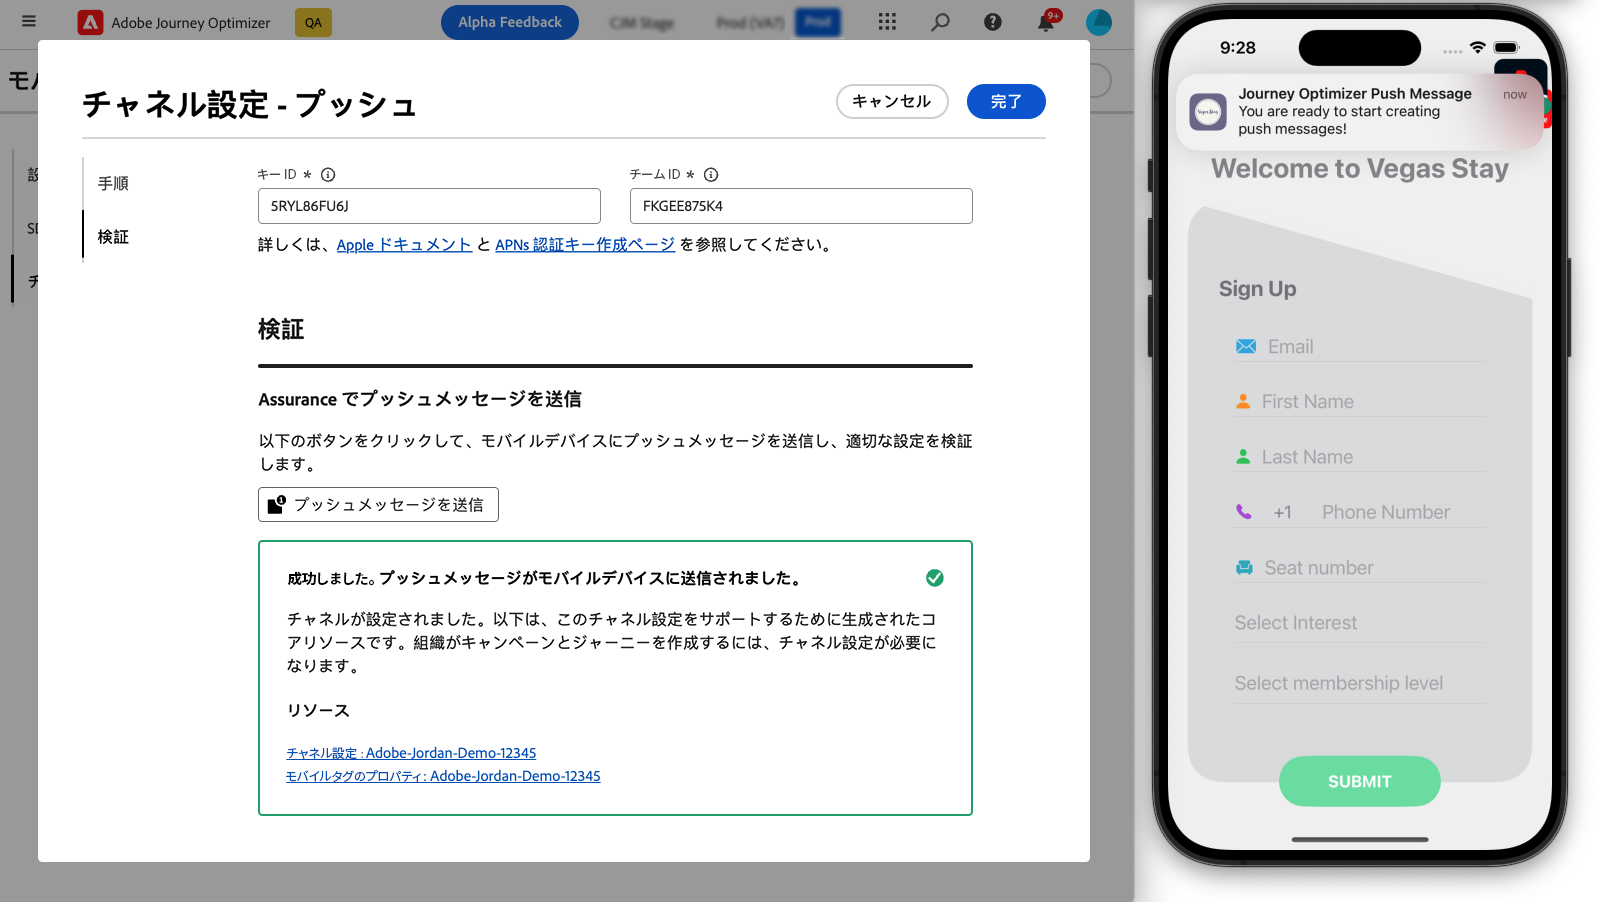 Adobe Journey Optimizer
QA
Alpha Feedback
CJM Stage
Prod (VA7)
Prod
9+
チャネル設定 - プッシュ
キャンセル
完了
手順
検証
キー ID *
チーム ID *
5RYL86FU6J
FKGEE875K4
詳しくは、Apple ドキュメント と APNs 認証キー作成ページ を参照してください。
検証
Assurance でプッシュメッセージを送信
以下のボタンをクリックして、モバイルデバイスにプッシュメッセージを送信し、適切な設定を検証
します。
プッシュメッセージを送信
成功しました。プッシュメッセージがモバイルデバイスに送信されました。
チャネルが設定されました。以下は、このチャネル設定をサポートするために生成されたコ
アリソースです。組織がキャンペーンとジャーニーを作成するには、チャネル設定が必要に
なります。
リソース
チャネル設定 : Adobe-Jordan-Demo-12345
モバイルタグのプロパティ : Adobe-Jordan-Demo-12345
9:28
Journey Optimizer Push Message
now
You are ready to start creating
push messages!
Welcome to Vegas Stay
Sign Up
Email
First Name
Last Name
+1 Phone Number
Seat number
Select Interest
Select membership level
SUBMIT